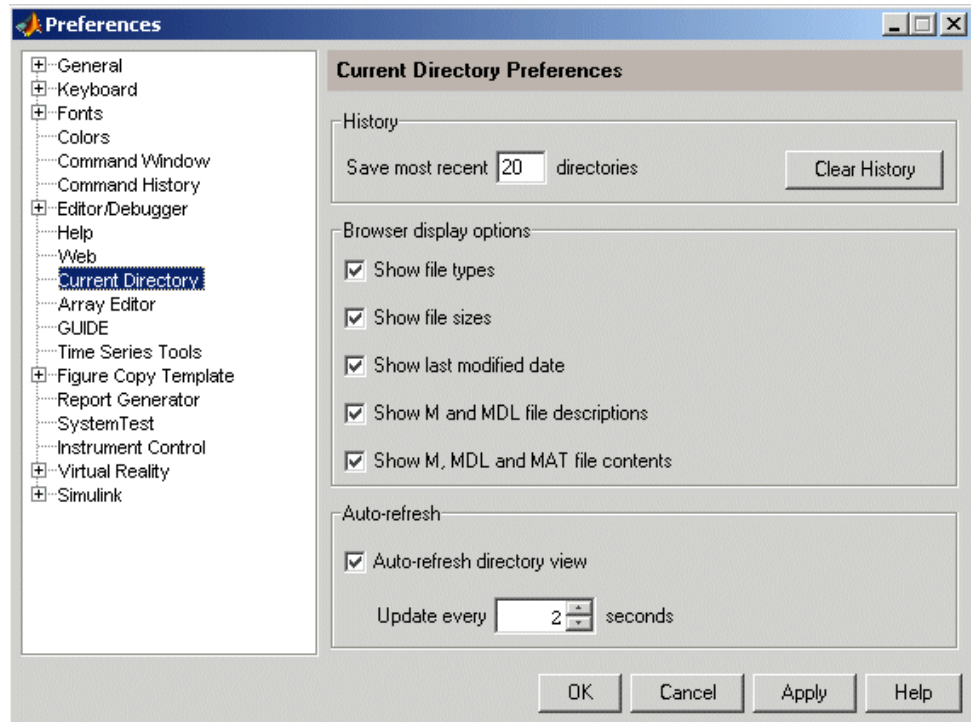 Preferences
General
Keyboard
Fonts
Colors
Command Window
Command History
Editor/Debugger
Help
Web
Current Directory
Array Editor
GUIDE
Time Series Tools
Figure Copy Template
Report Generator
SystemTest
Instrument Control
Virtual Reality
Simulink
Current Directory Preferences
History
Save most recent 20 directories Clear History
Browser display options
Show file types
Show file sizes
Show last modified date
Show M and MDL file descriptions
Show M, MDL and MAT file contents
Auto-refresh
Auto-refresh directory view
Update every 2 seconds
OK Cancel Apply Help